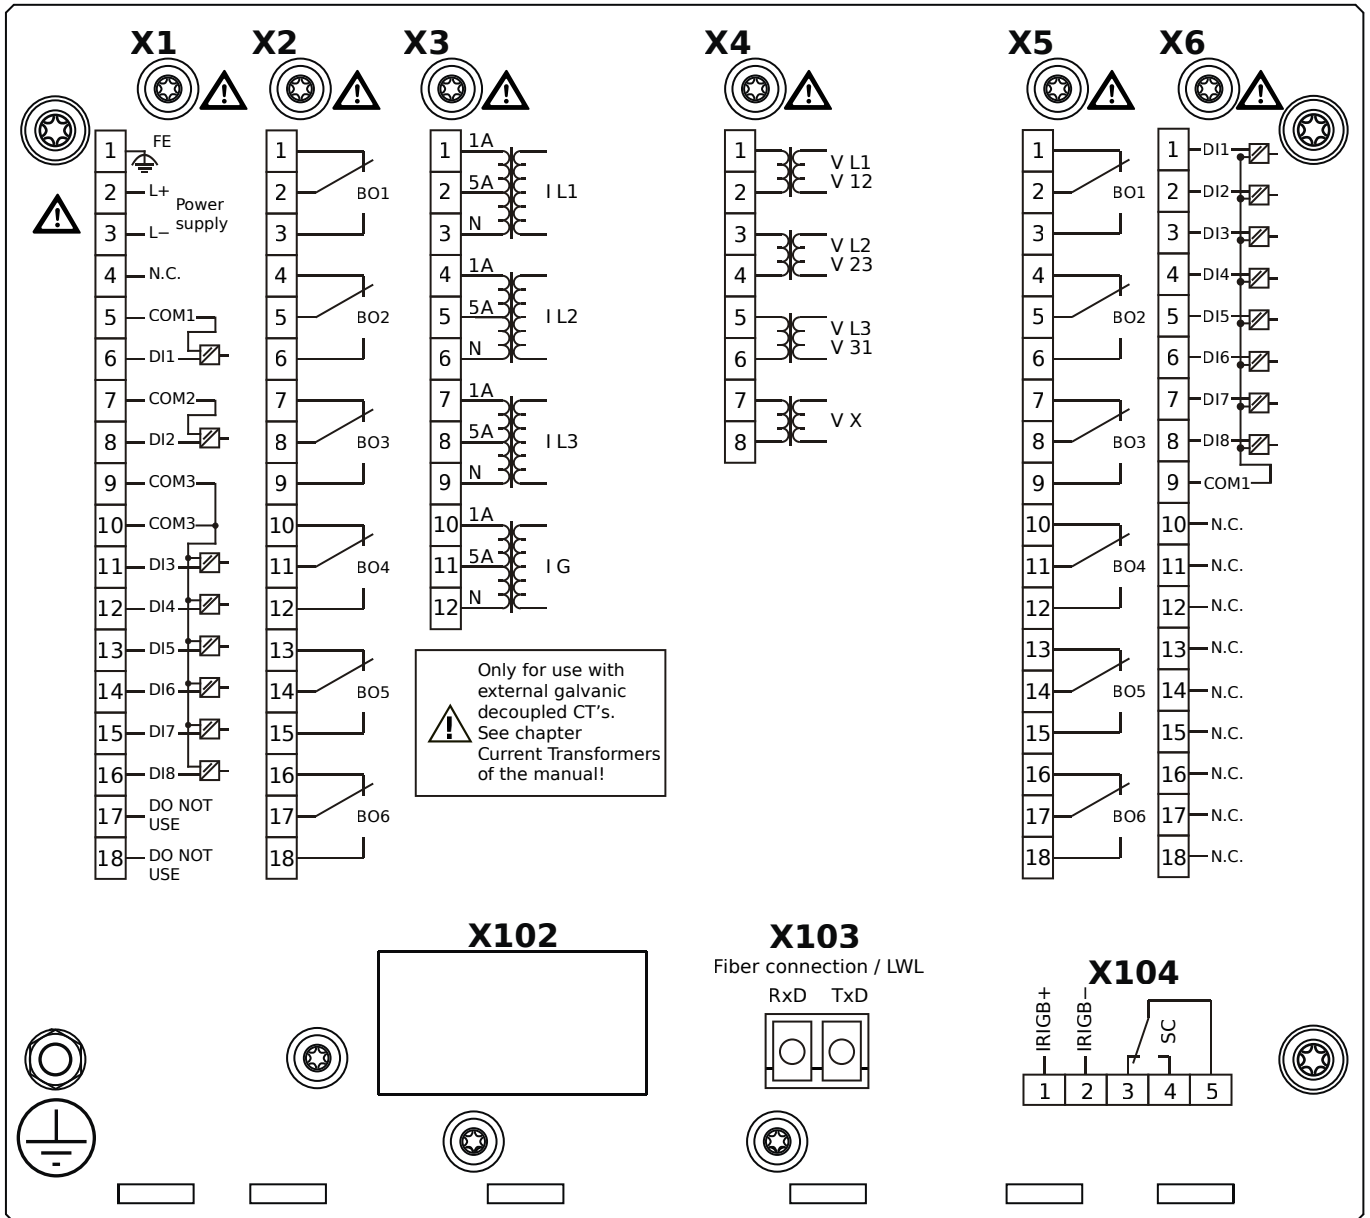 X1 X2 X3 X4 X5 X6
1 FE
2 L+
Power
supply
3 L−
4 N.C.
5 COM1
6 DI1
7 COM2
8 DI2
9 COM3
10 COM3
11 DI3
12 DI4
13 DI5
14 DI6
15 DI7
16 DI8
17 DO NOT
USE
18 DO NOT
USE
1
2 BO1
3
4
5 BO2
6
7
8 BO3
9
10
11 BO4
12
13
14 BO5
15
16
17 BO6
18
1 1A
2 5A I L1
3 N
4 1A
5 5A I L2
6 N
7 1A
8 5A I L3
9 N
10 1A
11 5A I G
12 N
Only for use with
external galvanic
decoupled CT's.
See chapter
Current Transformers
of the manual!
1 V L1
2 V 12
3 V L2
4 V 23
5 V L3
6 V 31
7 V X
8
1
2 BO1
3
4
5 BO2
6
7
8 BO3
9
10
11 BO4
12
13
14 BO5
15
16
17 BO6
18
1 DI1
2 DI2
3 DI3
4 DI4
5 DI5
6 DI6
7 DI7
8 DI8
9 COM1
10 N.C.
11 N.C.
12 N.C.
13 N.C.
14 N.C.
15 N.C.
16 N.C.
17 N.C.
18 N.C.
X102
X103
Fiber connection / LWL
RxD TxD
X104
IRIGB+ IRIGB− SC
1 2 3 4 5